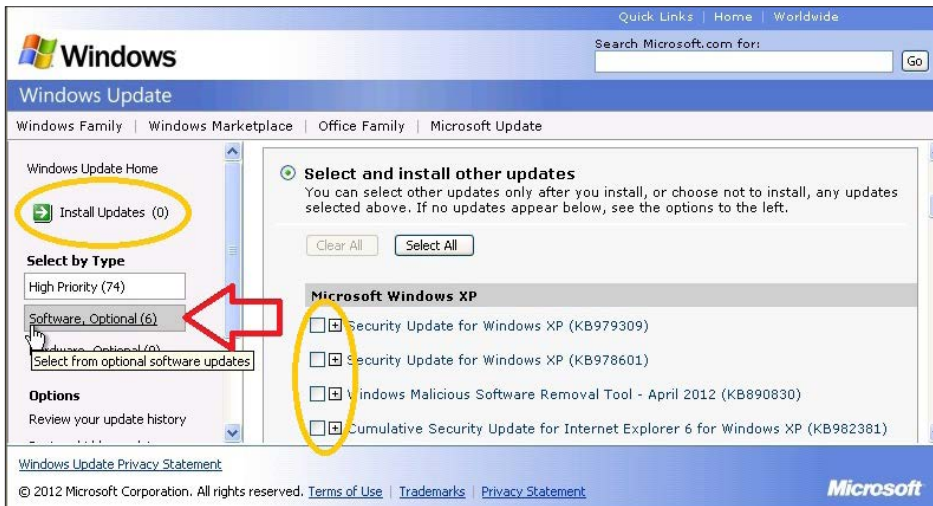 Quick Links | Home | Worldwide
Windows
Search Microsoft.com for:
Go
Windows Update
Windows Family | Windows Marketplace | Office Family | Microsoft Update
Windows Update Home
Install Updates (0)
Select by Type
High Priority (74)
Software, Optional (6)
Select from optional software updates
Options
Review your update history
Select and install other updates
You can select other updates only after you install, or choose not to install, any updates
selected above. If no updates appear below, see the options to the left.
Clear All
Select All
Microsoft Windows XP
Security Update for Windows XP (KB979309)
Security Update for Windows XP (KB978601)
Windows Malicious Software Removal Tool - April 2012 (KB890830)
Cumulative Security Update for Internet Explorer 6 for Windows XP (KB982381)
Windows Update Privacy Statement
© 2012 Microsoft Corporation. All rights reserved. Terms of Use | Trademarks | Privacy Statement
Microsoft